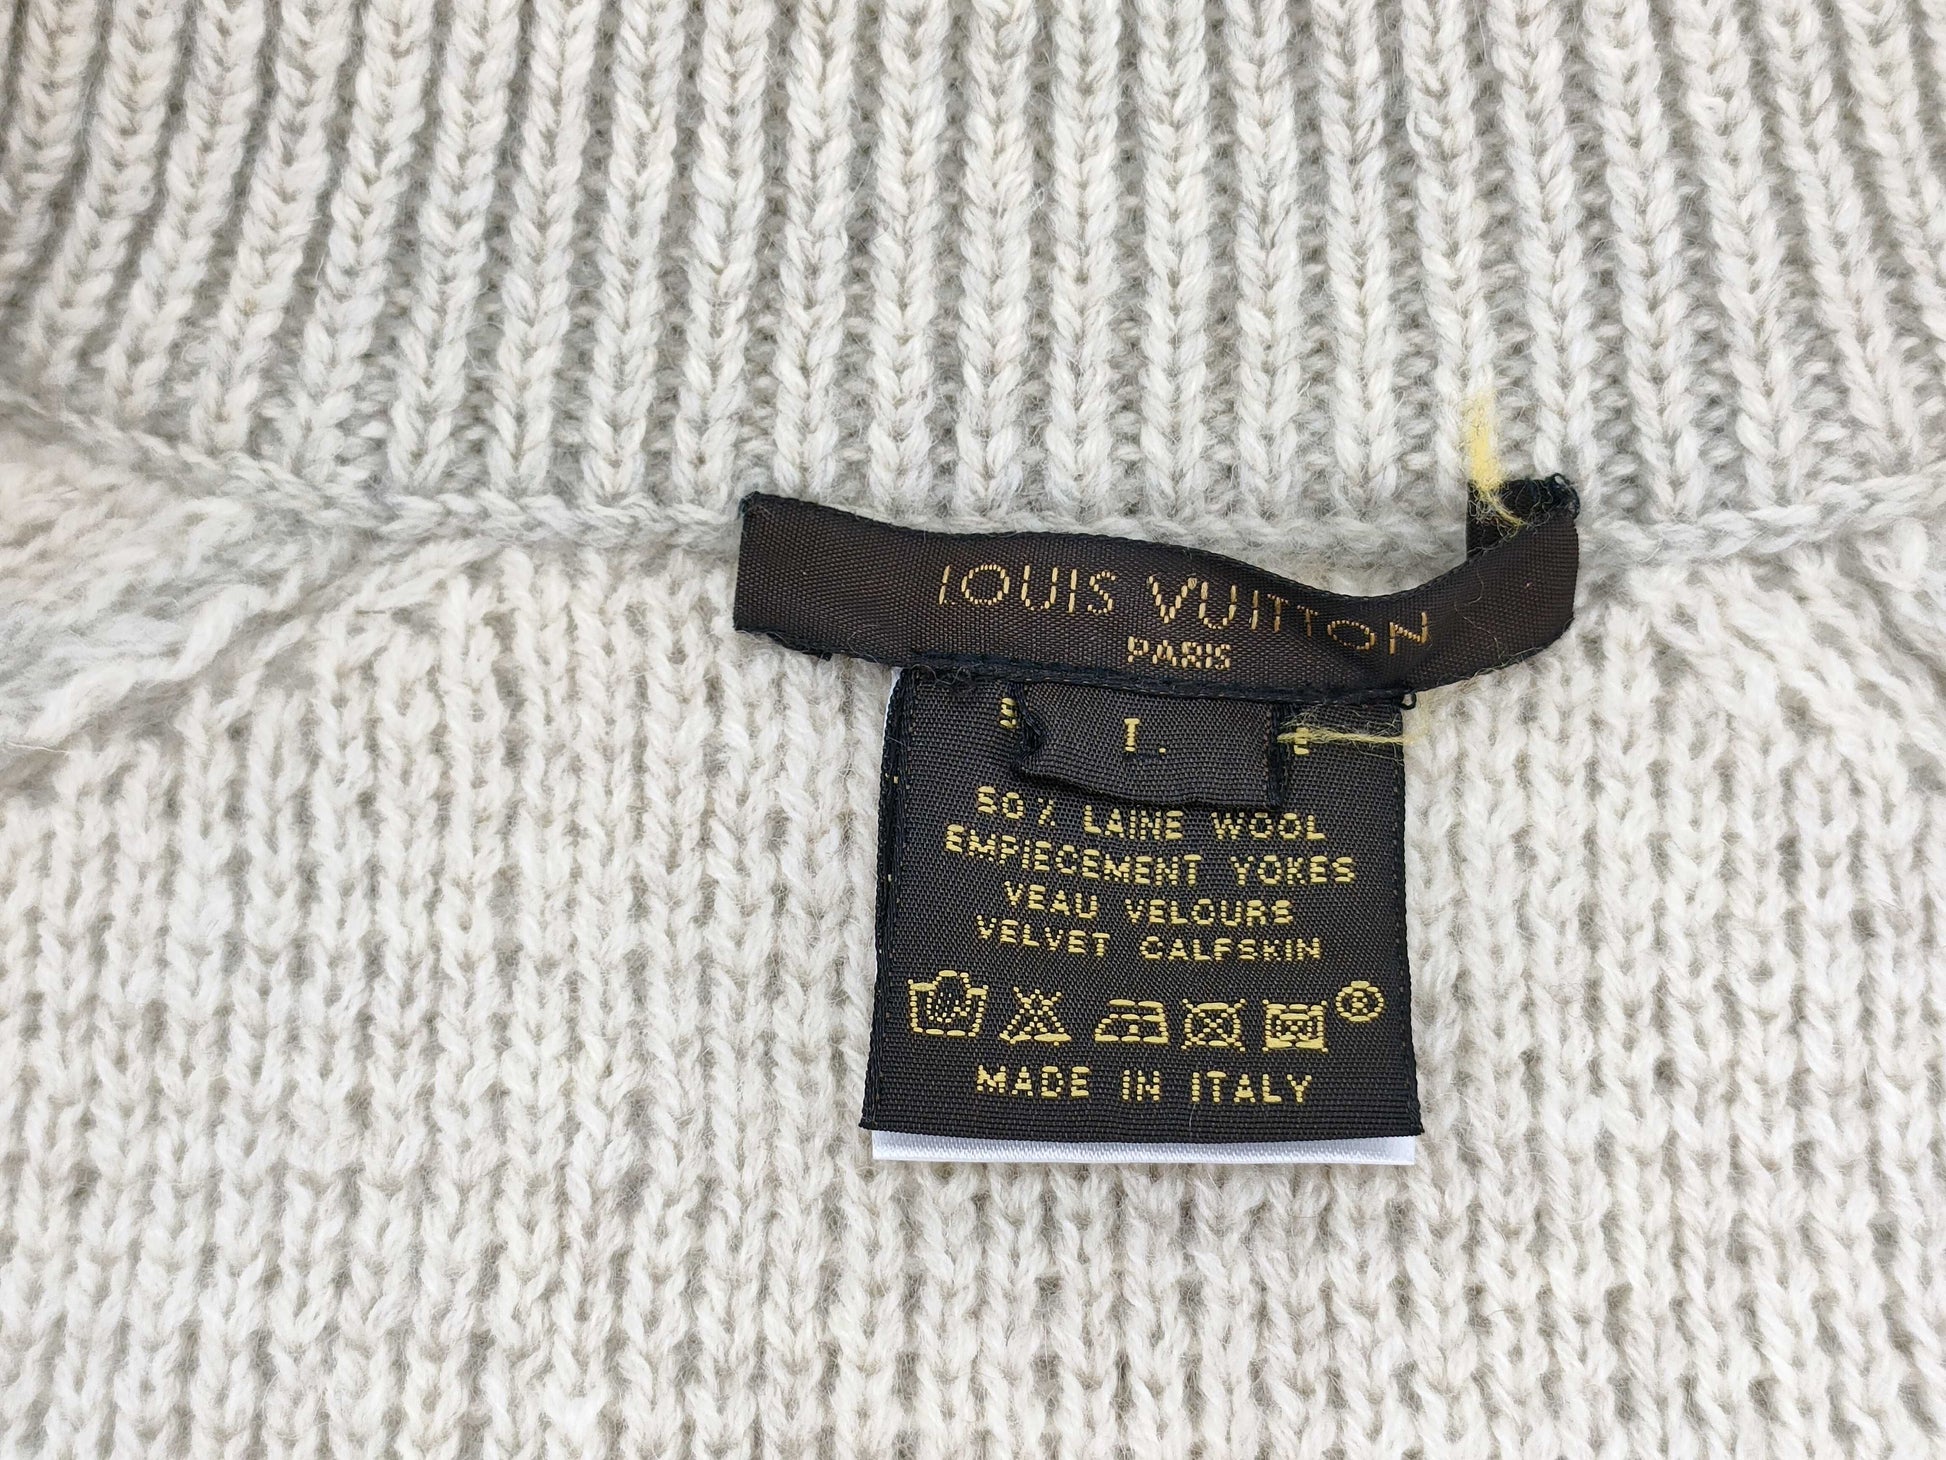 LOUIS VUITTON
PARIS
50% LAINE WOOL
EMPIECEMENT YOKES
VEAU VELOURS
VELVET CALFSKIN
®
MADE IN ITALY